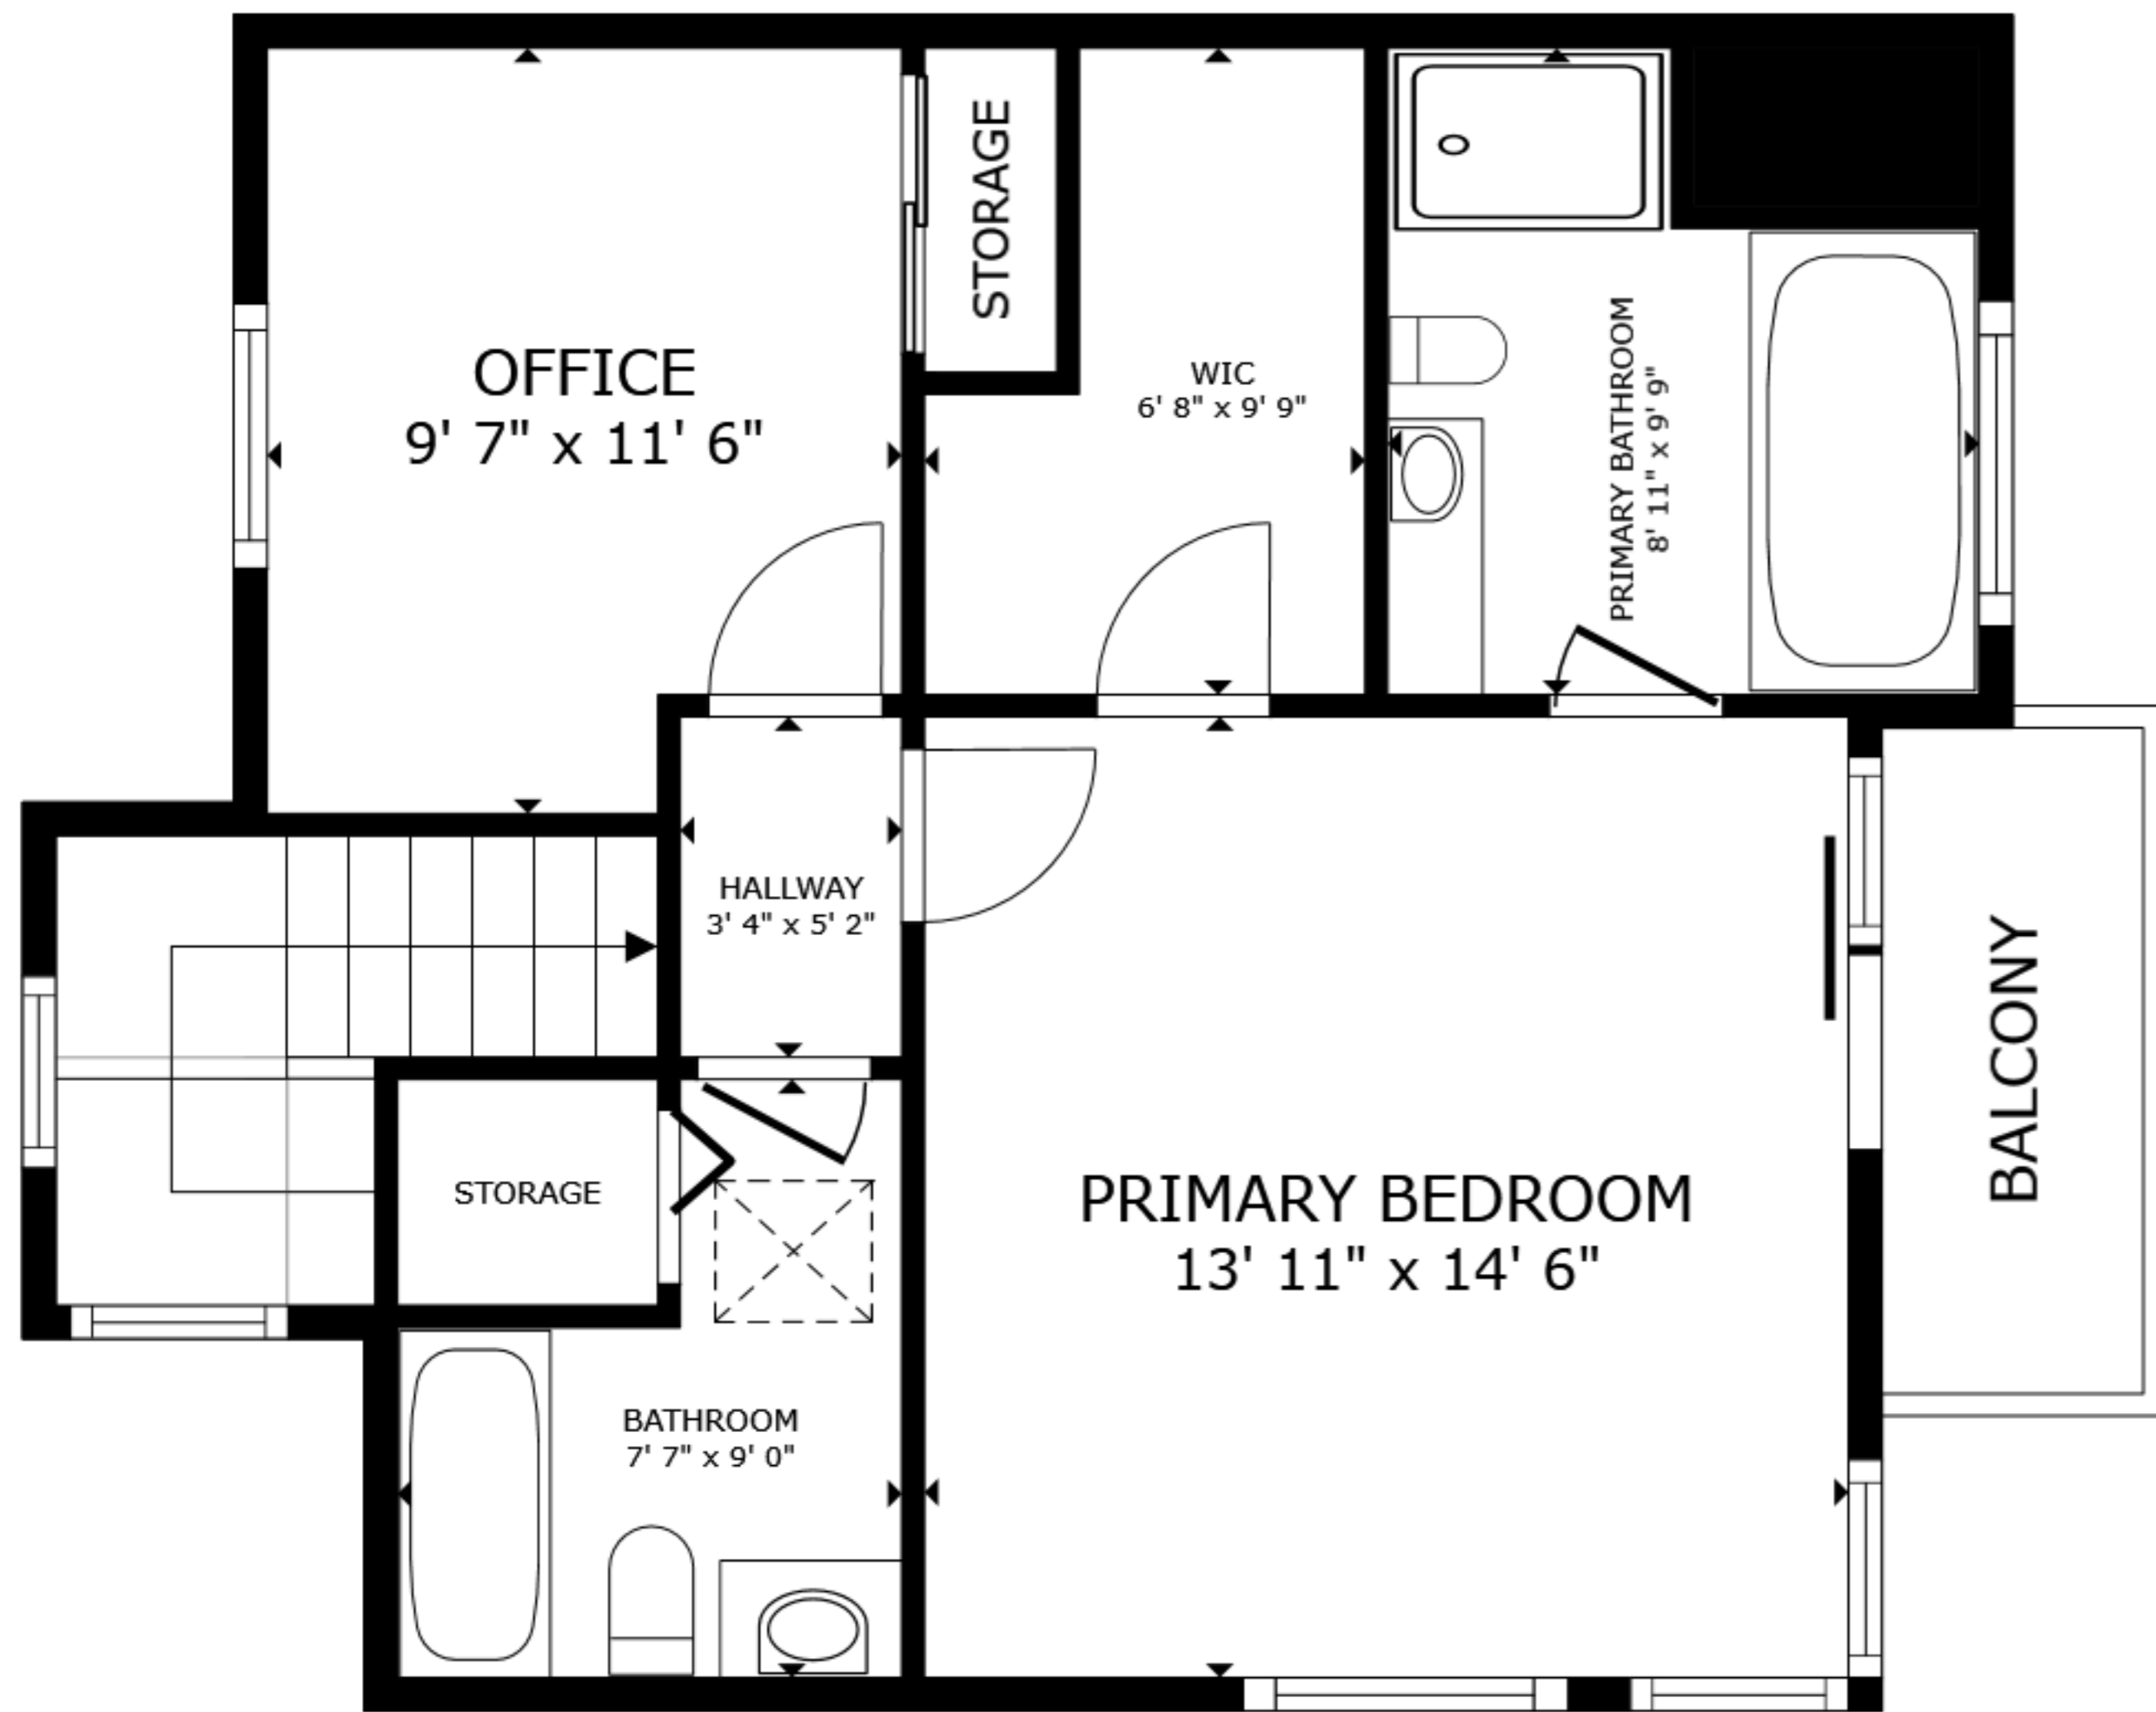 OFFICE
9' 7" x 11' 6"
STORAGE
WIC
6' 8" x 9' 9"
PRIMARY BATHROOM
8' 11" x 9' 9"
HALLWAY
3' 4" x 5' 2"
STORAGE
BATHROOM
7' 7" x 9' 0"
PRIMARY BEDROOM
13' 11" x 14' 6"
BALCONY